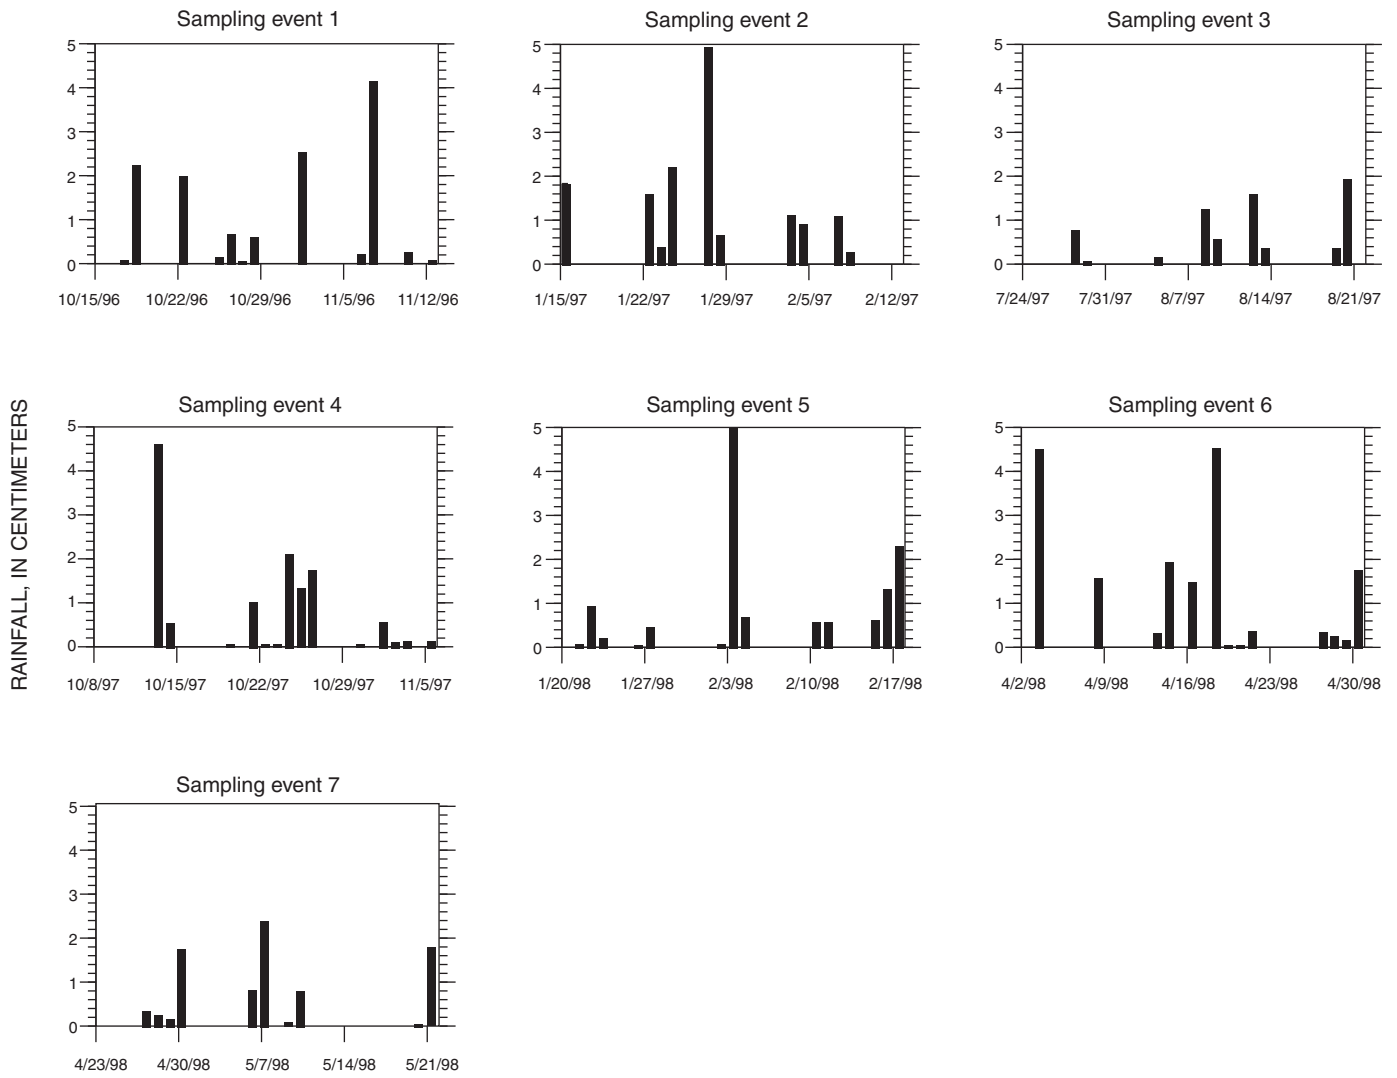 Sampling event 1
5
4
3
2
1
0
10/15/96 10/22/96 10/29/96 11/5/96 11/12/96
Sampling event 2
5
4
3
2
1
0
1/15/97 1/22/97 1/29/97 2/5/97 2/12/97
Sampling event 3
5
4
3
2
1
0
7/24/97 7/31/97 8/7/97 8/14/97 8/21/97
RAINFALL, IN CENTIMETERS
Sampling event 4
5
4
3
2
1
0
10/8/97 10/15/97 10/22/97 10/29/97 11/5/97
Sampling event 5
5
4
3
2
1
0
1/20/98 1/27/98 2/3/98 2/10/98 2/17/98
Sampling event 6
5
4
3
2
1
0
4/2/98 4/9/98 4/16/98 4/23/98 4/30/98
Sampling event 7
5
4
3
2
1
0
4/23/98 4/30/98 5/7/98 5/14/98 5/21/98